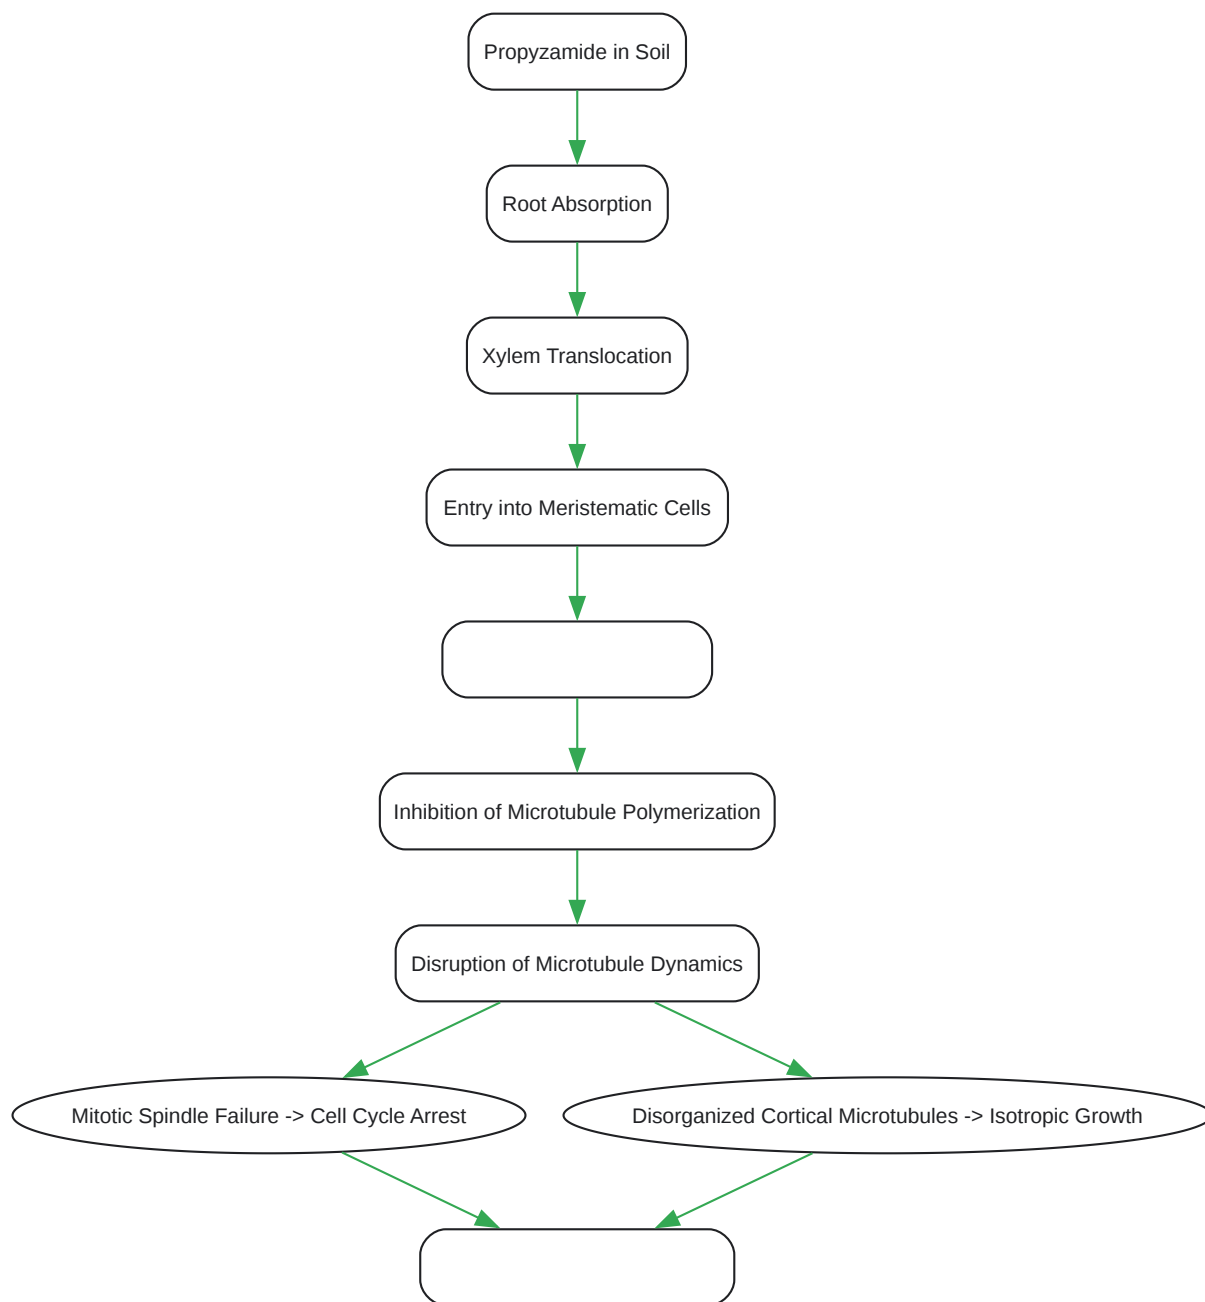 Propyzamide in Soil
Root Absorption
Xylem Translocation
Entry into Meristematic Cells
Inhibition of Microtubule Polymerization
Disruption of Microtubule Dynamics
Mitotic Spindle Failure -> Cell Cycle Arrest
Disorganized Cortical Microtubules -> Isotropic Growth